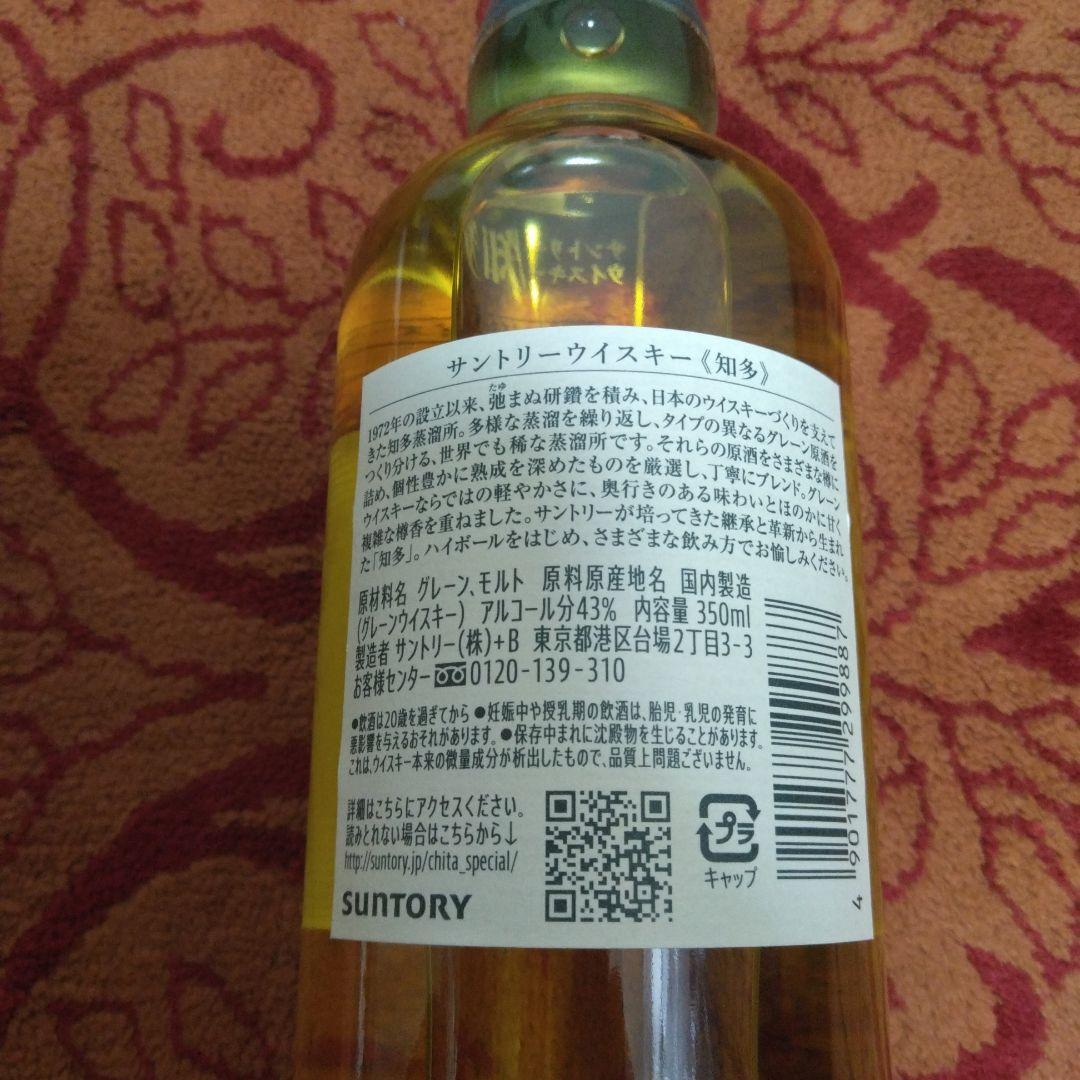 サントリ
ウイスキー
知
サントリーウイスキー《知多》
1972年の設立以来、弛まぬ研鑽を積み、日本のウイスキーづくりを支えて
たゆ
きた知多蒸溜所。多様な蒸溜を繰り返し、タイプの異なるグレーン原酒を
つくり分ける、世界でも稀な蒸溜所です。それらの原酒をさまざまな樽に
詰め、個性豊かに熟成を深めたものを厳選し、丁寧にブレンド。グレーン
ウイスキーならではの軽やかさに、奥行きのある味わいとほのかに甘く
複雑な樽香を重ねました。サントリーが培ってきた継承と革新から生まれ
た「知多」。ハイボールをはじめ、さまざまな飲み方でお愉しみください。
原材料名 グレーン、モルト 原料原産地名 国内製造
(グレーンウイスキー) アルコール分43% 内容量 350ml
製造者 サントリー(株)+B 東京都港区台場2丁目3-3
お客様センター 0120-139-310
●飲酒は20歳を過ぎてから ●妊娠中や授乳期の飲酒は、胎児・乳児の発育に
悪影響を与えるおそれがあります。●保存中まれに沈殿物を生じることがあります。
これは、ウイスキー本来の微量成分が析出したもので、品質上問題ございません。
詳細はこちらにアクセスください。
読みとれない場合はこちらから↓
http://suntory.jp/chita_special/
SUNTORY
プラ
キャップ
4 901777 299887